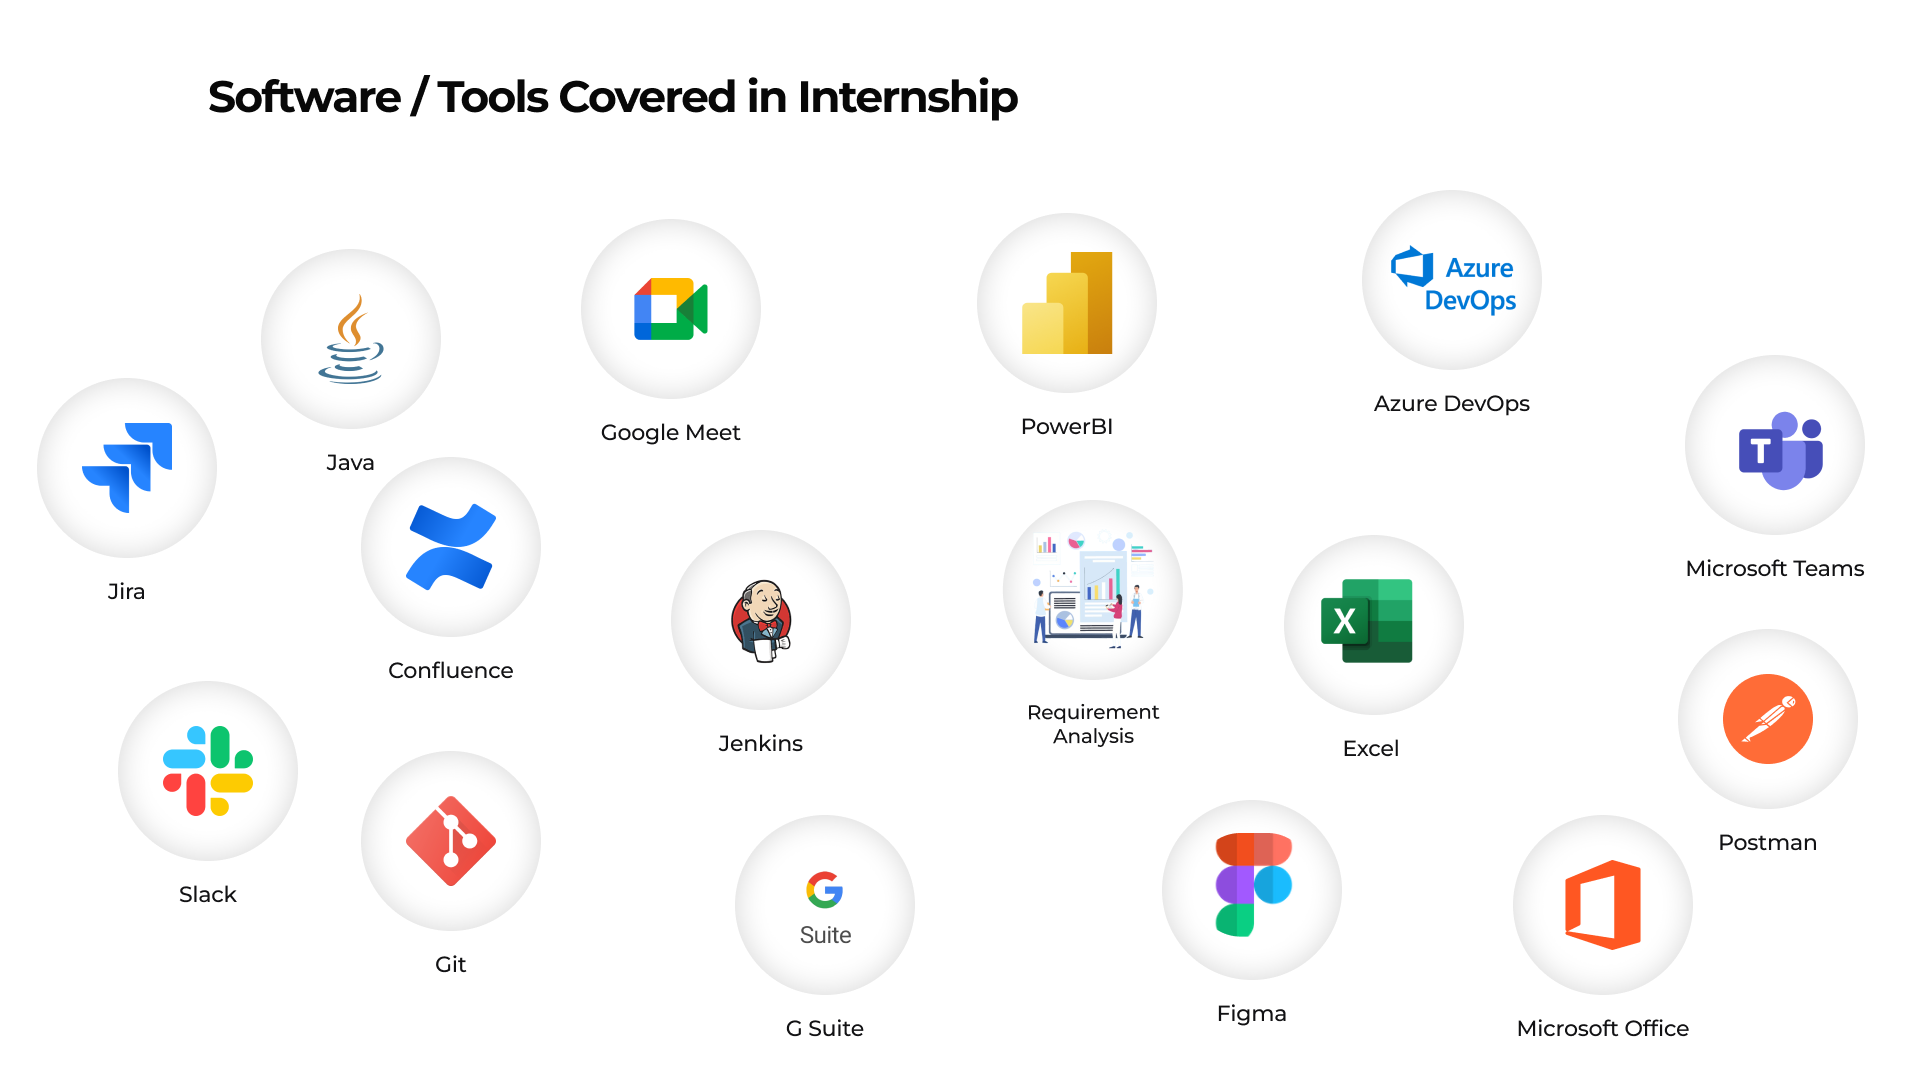 Software / Tools Covered in Internship
Azure
DevOps
Azure DevOps
PowerBI
Google Meet
Java
T
Microsoft Teams
Jira
Confluence
Requirement
Analysis
Jenkins
X
Excel
Postman
Slack
Git
Suite
G Suite
Figma
Microsoft Office